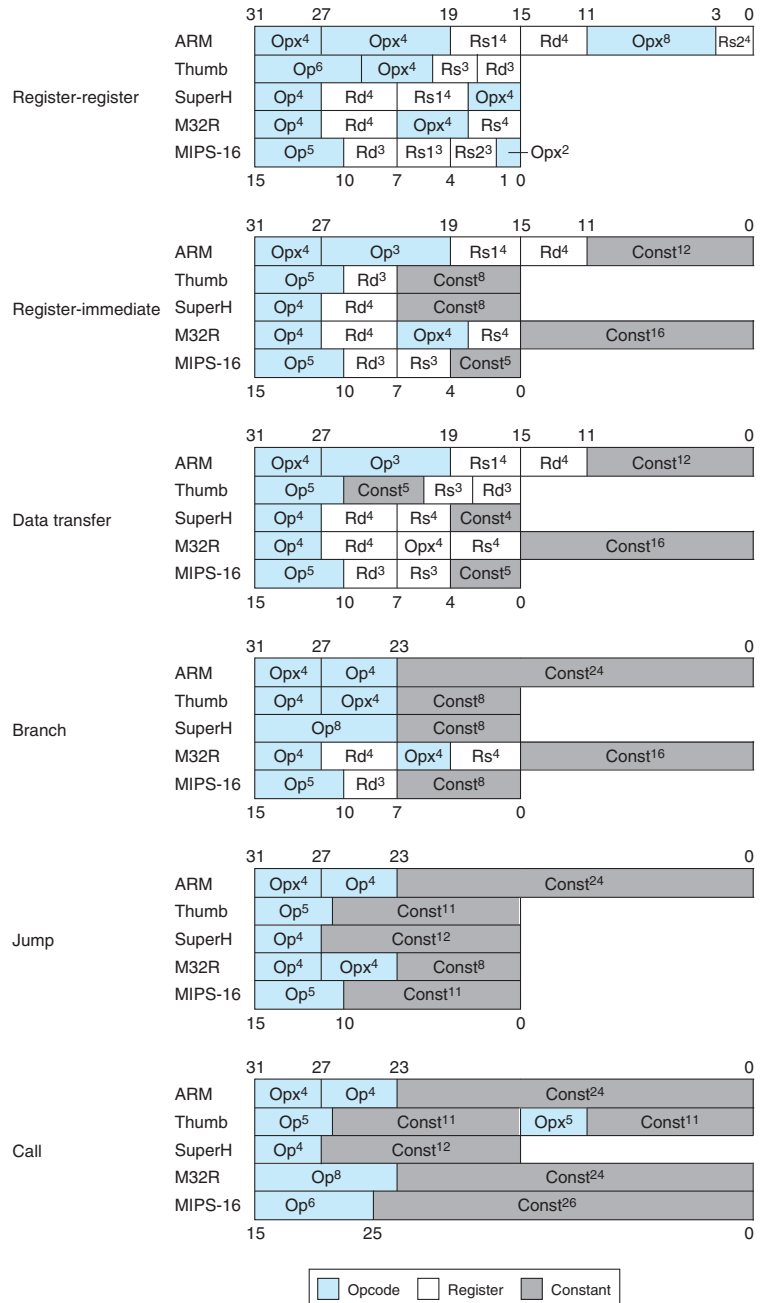 31 27 19 15 11 3 0
ARM Opx4 Opx4 Rs14 Rd4 Opx8 Rs24
Thumb Op6 Opx4 Rs3 Rd3
Register-register SuperH Op4 Rd4 Rs14 Opx4
M32R Op4 Rd4 Opx4 Rs4
MIPS-16 Op5 Rd3 Rs13 Rs23 Opx2
15 10 7 4 1 0
31 27 19 15 11 0
ARM Opx4 Op3 Rs14 Rd4 Const12
Thumb Op5 Rd3 Const8
Register-immediate SuperH Op4 Rd4 Const8
M32R Op4 Rd4 Opx4 Rs4 Const16
MIPS-16 Op5 Rd3 Rs3 Const5
15 10 7 4 0
31 27 19 15 11 0
ARM Opx4 Op3 Rs14 Rd4 Const12
Thumb Op5 Const5 Rs3 Rd3
Data transfer SuperH Op4 Rd4 Rs4 Const4
M32R Op4 Rd4 Opx4 Rs4 Const16
MIPS-16 Op5 Rd3 Rs3 Const5
15 10 7 4 0
31 27 23 0
ARM Opx4 Op4 Const24
Thumb Op4 Opx4 Const8
Branch SuperH Op8 Const8
M32R Op4 Rd4 Opx4 Rs4 Const16
MIPS-16 Op5 Rd3 Const8
15 10 7 0
31 27 23 0
ARM Opx4 Op4 Const24
Thumb Op5 Const11
Jump SuperH Op4 Const12
M32R Op4 Opx4 Const8
MIPS-16 Op5 Const11
15 10 0
31 27 23 0
ARM Opx4 Op4 Const24
Thumb Op5 Const11 Opx5 Const11
Call SuperH Op4 Const12
M32R Op8 Const24
MIPS-16 Op6 Const26
15 25 0
Opcode Register Constant